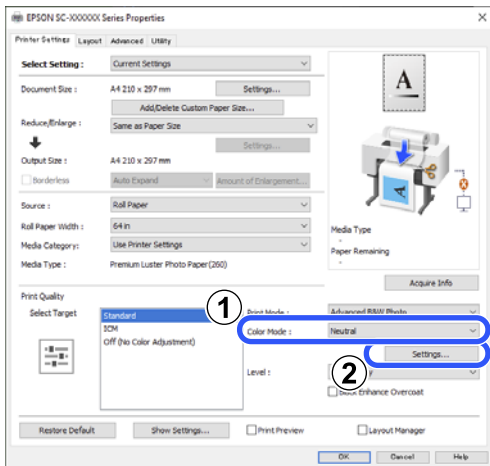 EPSON SC-XXXXXX Series Properties
Printer Settings Layout Advanced Utility
Select Setting : Current Settings
Document Size : A4 210 x 297 mm Settings...
Add/Delete Custom Paper Size...
Reduce/Enlarge : Same as Paper Size
Settings...
Output Size : A4 210 x 297 mm
Borderless Auto Expand Amount of Enlargement...
Source : Roll Paper
Roll Paper Width : 64 in
Media Category: Use Printer Settings
Media Type : Premium Luster Photo Paper(260)
A
A
Media Type
-
Paper Remaining
-
Acquire Info
Print Quality
Select Target
Standard
ICM
Off (No Color Adjustment)
1
Print Mode : Advanced B&W Photo
Color Mode : Neutral
2 Settings...
Level :
Enhance Overcoat
Restore Default Show Settings... Print Preview Layout Manager
OK Cancel Help